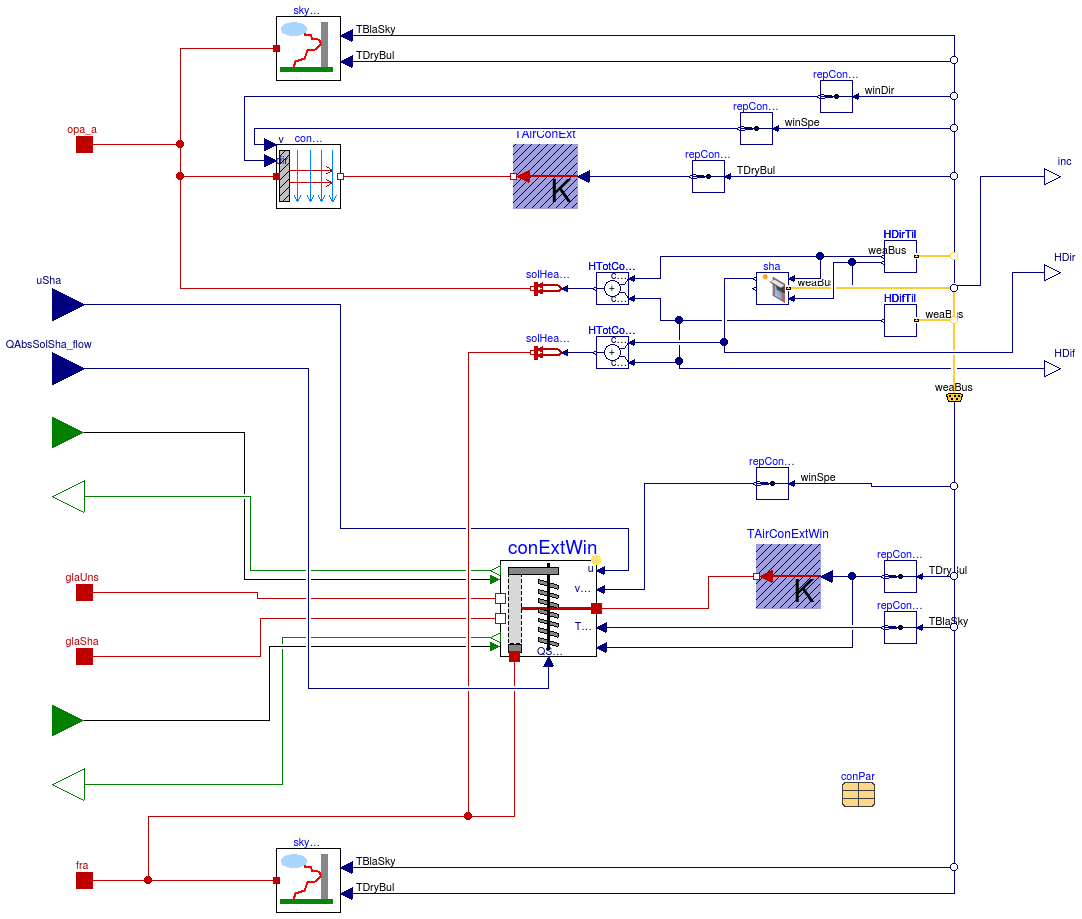 sky...
TBlaSky
TDryBul
repCon...
winDir
repCon...
winSpe
opa_a
v
con...
dir
TAirConExt
K
repCon...
TDryBul
inc
HDirTil
weaBus
HDir
uSha
solHea...
HTotCo...
c...
+
c...
sha
weaBus
HDifTil
weaBus
QAbsSolSha_flow
solHea...
HTotCo...
c...
+
c...
HDif
weaBus
repCon...
winSpe
conExtWin
u
v...
T...
QS...
TAirConExtWin
K
repCon...
TDryBul
repCon...
TBlaSky
glaUns
glaSha
conPar
fra
sky...
TBlaSky
TDryBul